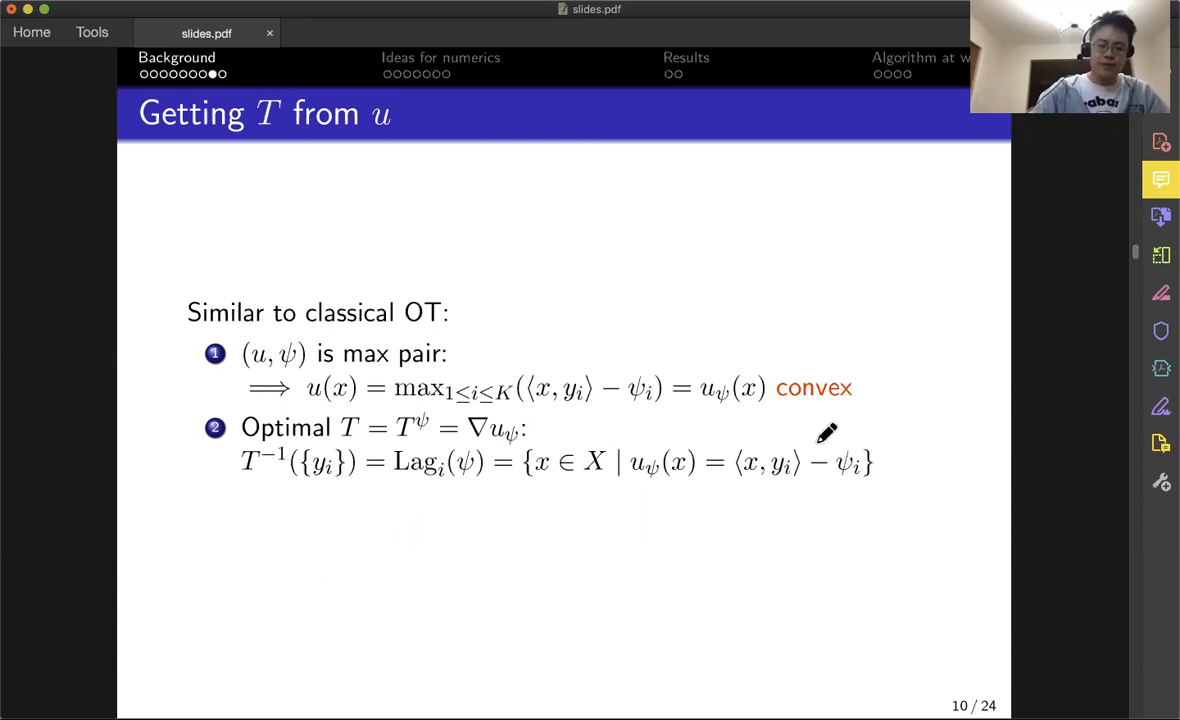 slides.pdf
Home Tools slides.pdf ×
Background Ideas for numerics Results Algorithm at w
Getting T from u
Similar to classical OT:
1 (u, ψ) is max pair:
⟹ u(x) = max_{1≤i≤K}(⟨x, y_i⟩ − ψ_i) = u_ψ(x) convex
2 Optimal T = T^ψ = ∇u_ψ:
T^{−1}({y_i}) = Lag_i(ψ) = {x ∈ X | u_ψ(x) = ⟨x, y_i⟩ − ψ_i}
10 / 24